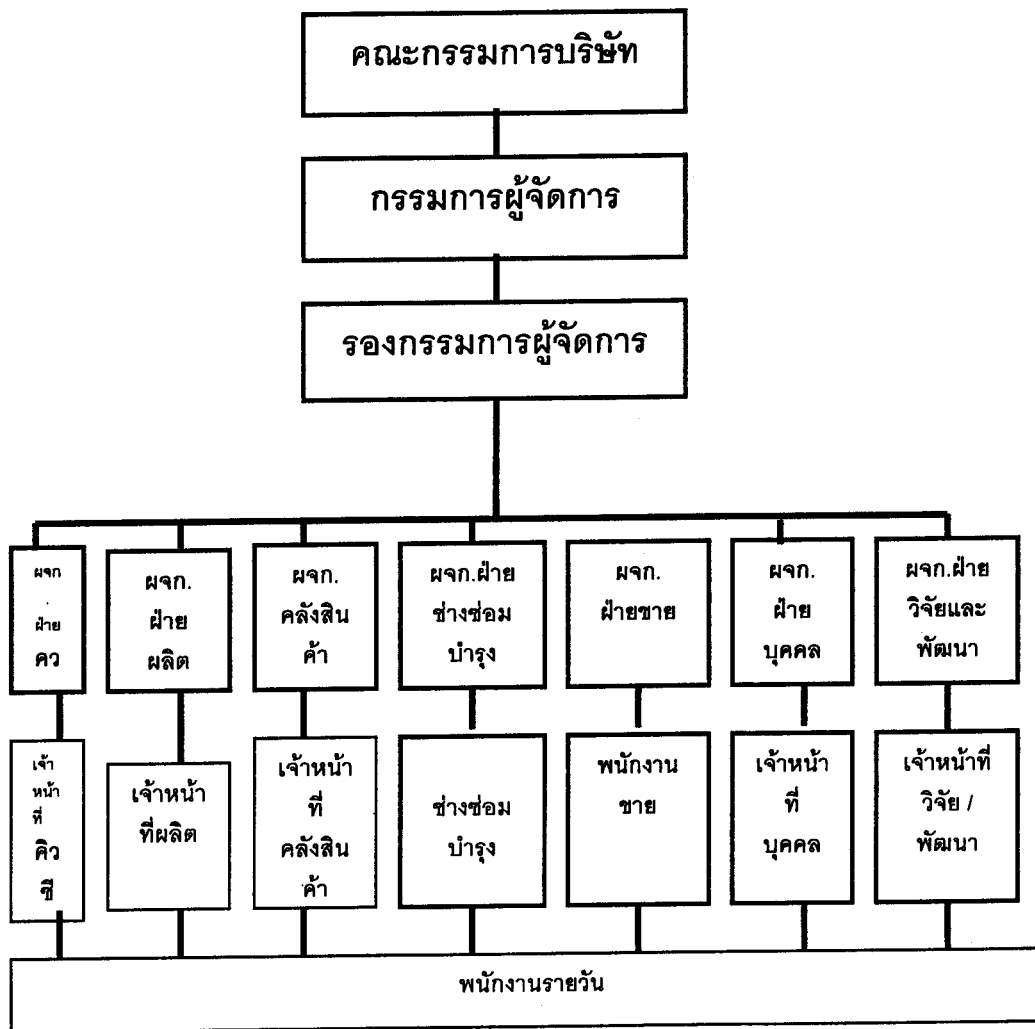 คณะกรรมการบริษัท
กรรมการผู้จัดการ
รองกรรมการผู้จัดการ
ผจก
ฝ่าย
คว
ผจก.
ฝ่าย
ผลิต
ผจก.
คลังสิน
ค้า
ผจก.ฝ่าย
ช่างซ่อม
บำรุง
ผจก.
ฝ่ายขาย
ผจก.
ฝ่าย
บุคคล
ผจก.ฝ่าย
วิจัยและ
พัฒนา
เจ้า
หน้า
ที่
คิว
ซี
เจ้าหน้า
ที่ผลิต
เจ้าหน้า
ที่
คลังสิน
ค้า
ช่างซ่อม
บำรุง
พนักงาน
ขาย
เจ้าหน้า
ที่
บุคคล
เจ้าหน้าที่
วิจัย /
พัฒนา
พนักงานรายวัน